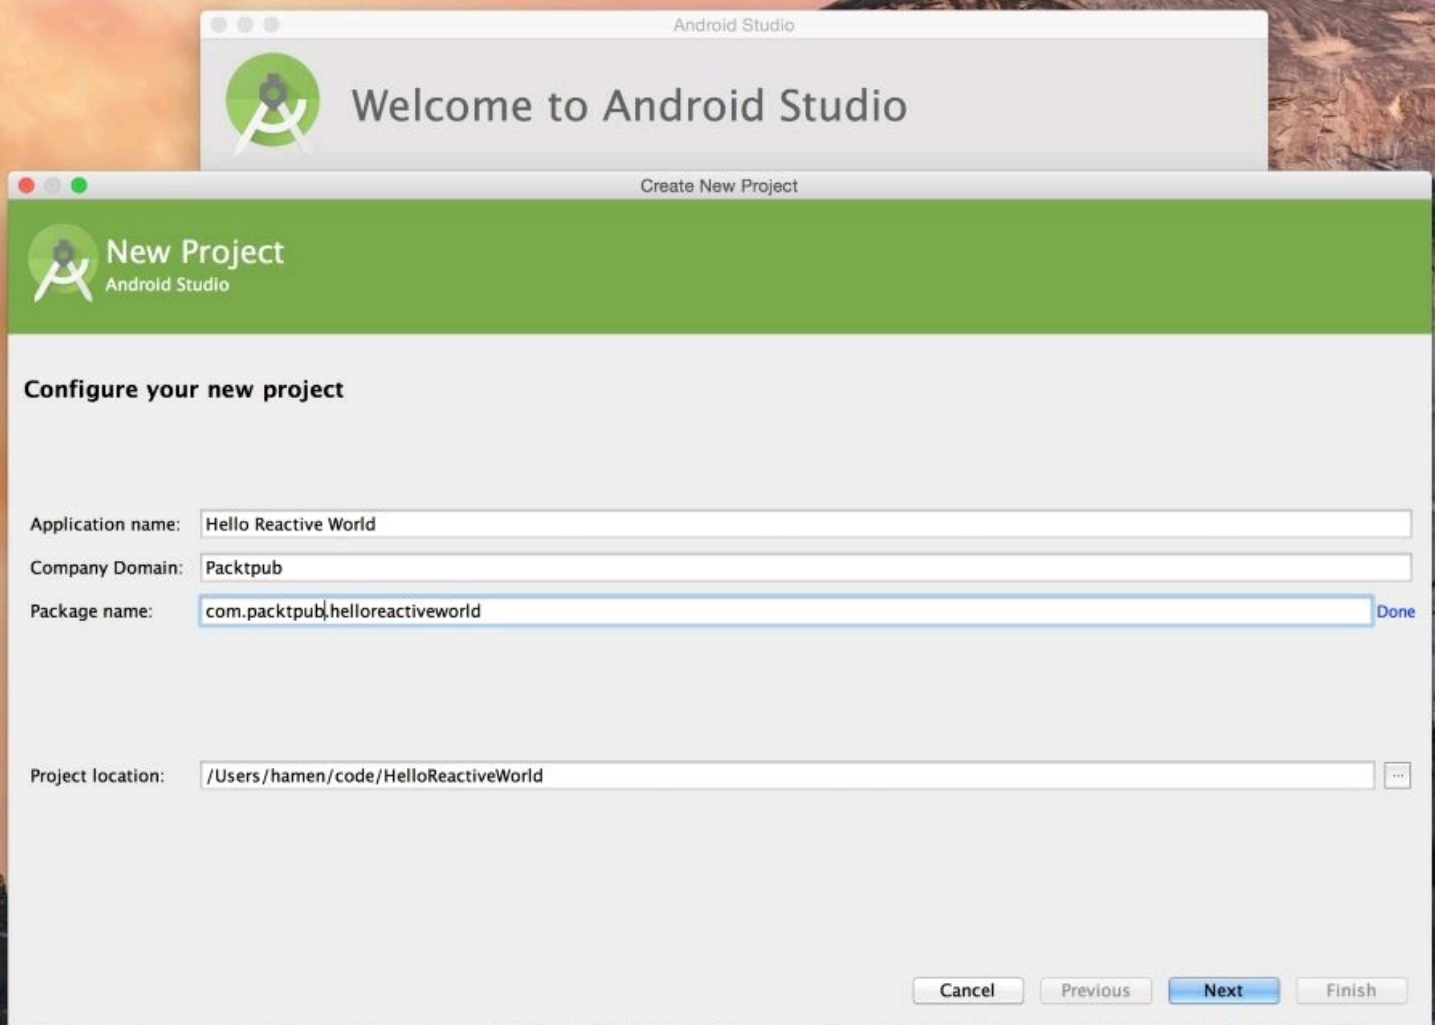 Android Studio
Welcome to Android Studio
Create New Project
New Project
Android Studio
Configure your new project
Application name: Hello Reactive World
Company Domain: Packtpub
Package name: com.packtpub.helloreactiveworld Done
Project location: /Users/hamen/code/HelloReactiveWorld ...
Cancel Previous Next Finish